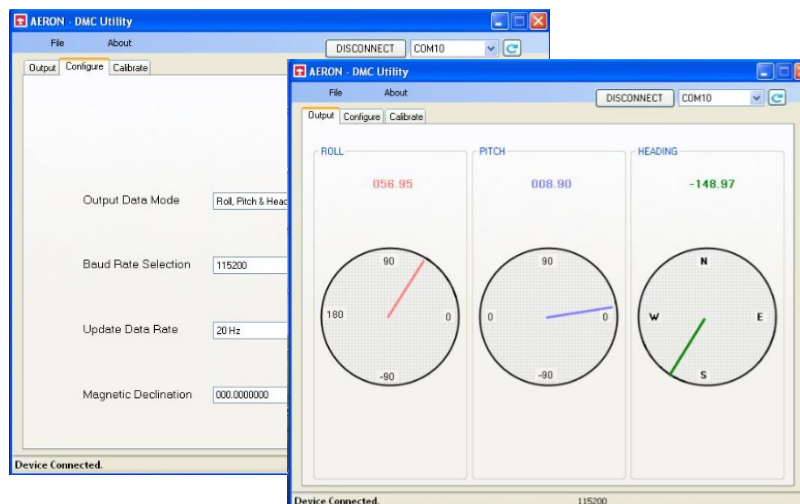 AERON - DMC Utility
File About
DISCONNECT COM10
Output Configure Calibrate
Output Data Mode Roll, Pitch & Head
Baud Rate Selection 115200
Update Data Rate 20 Hz
Magnetic Declination 000.0000000
Device Connected.
AERON - DMC Utility
File About
DISCONNECT COM10
Output Configure Calibrate
ROLL PITCH HEADING
056.95 008.90 -148.97
90 90 N
180 0 0 0 W E
-90 -90 S
Device Connected. 115200